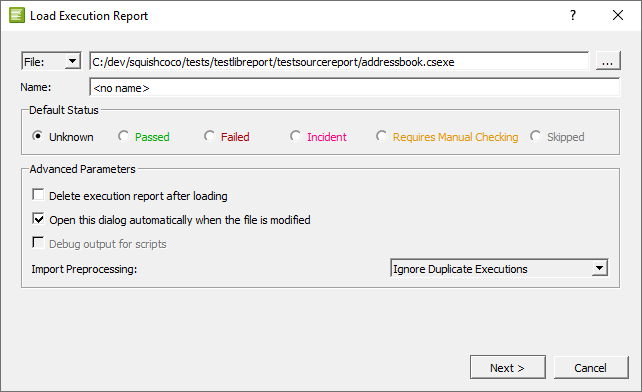 Load Execution Report ? ×
File: C:/dev/squishcoco/tests/testlibreport/testsourcereport/addressbook.csexe ...
Name: <no name>
Default Status
Unknown Passed Failed Incident Requires Manual Checking Skipped
Advanced Parameters
Delete execution report after loading
Open this dialog automatically when the file is modified
Debug output for scripts
Import Preprocessing: Ignore Duplicate Executions
Next > Cancel